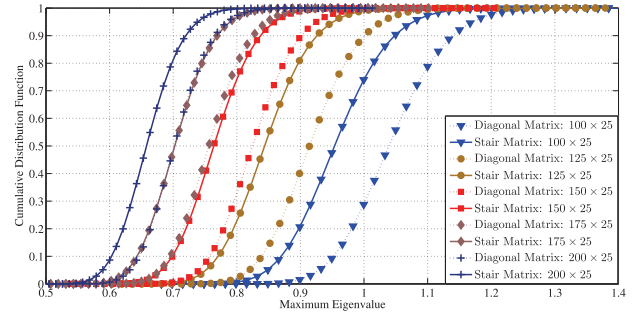 1
0.9
0.8
0.7
0.6
0.5
0.4
0.3
0.2
0.1
0
Cumulative Distribution Function
Diagonal Matrix: 100 × 25
Stair Matrix: 100 × 25
Diagonal Matrix: 125 × 25
Stair Matrix: 125 × 25
Diagonal Matrix: 150 × 25
Stair Matrix: 150 × 25
Diagonal Matrix: 175 × 25
Stair Matrix: 175 × 25
Diagonal Matrix: 200 × 25
Stair Matrix: 200 × 25
0.5 0.6 0.7 0.8 0.9 1.0 1.1 1.2 1.3 1.4
Maximum Eigenvalue